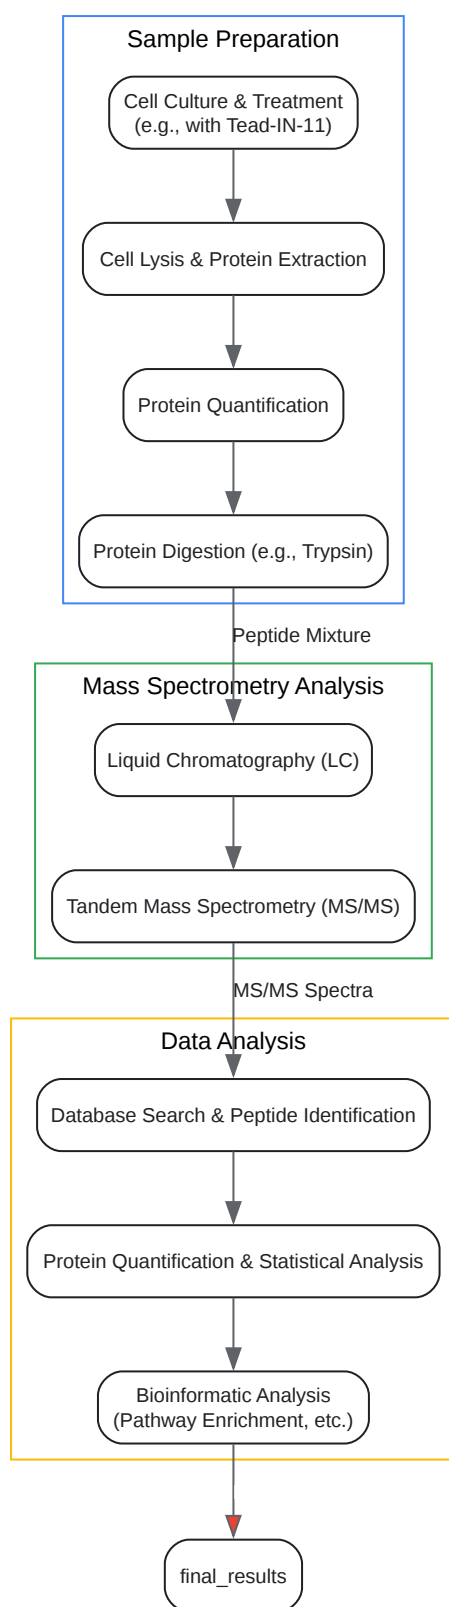 Sample Preparation
Cell Culture & Treatment
(e.g., with Tead-IN-11)
Cell Lysis & Protein Extraction
Protein Quantification
Protein Digestion (e.g., Trypsin)
Peptide Mixture
Mass Spectrometry Analysis
Liquid Chromatography (LC)
Tandem Mass Spectrometry (MS/MS)
MS/MS Spectra
Data Analysis
Database Search & Peptide Identification
Protein Quantification & Statistical Analysis
Bioinformatic Analysis
(Pathway Enrichment, etc.)
final_results